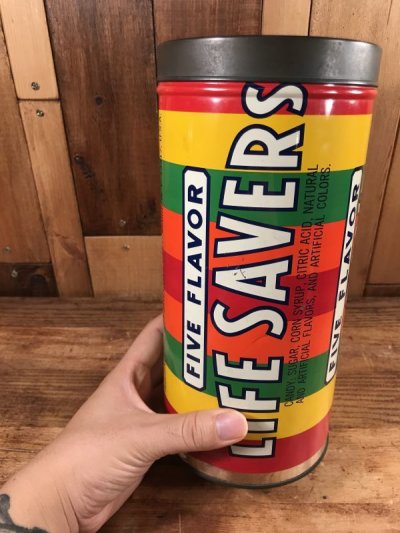 FIVE FLAVOR
LIFE SAVERS
CANDY: SUGAR, CORN SYRUP, CITRIC ACID, NATURAL
AND ARTIFICIAL FLAVORS, AND ARTIFICIAL COLORS.
FIVE FLAVOR